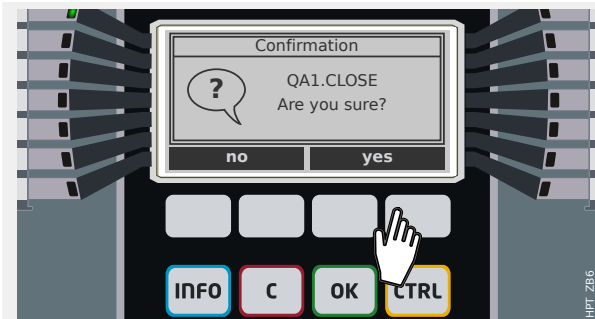 Confirmation
?
QA1.CLOSE
Are you sure?
no yes
INFO C OK CTRL
HPT ZB6